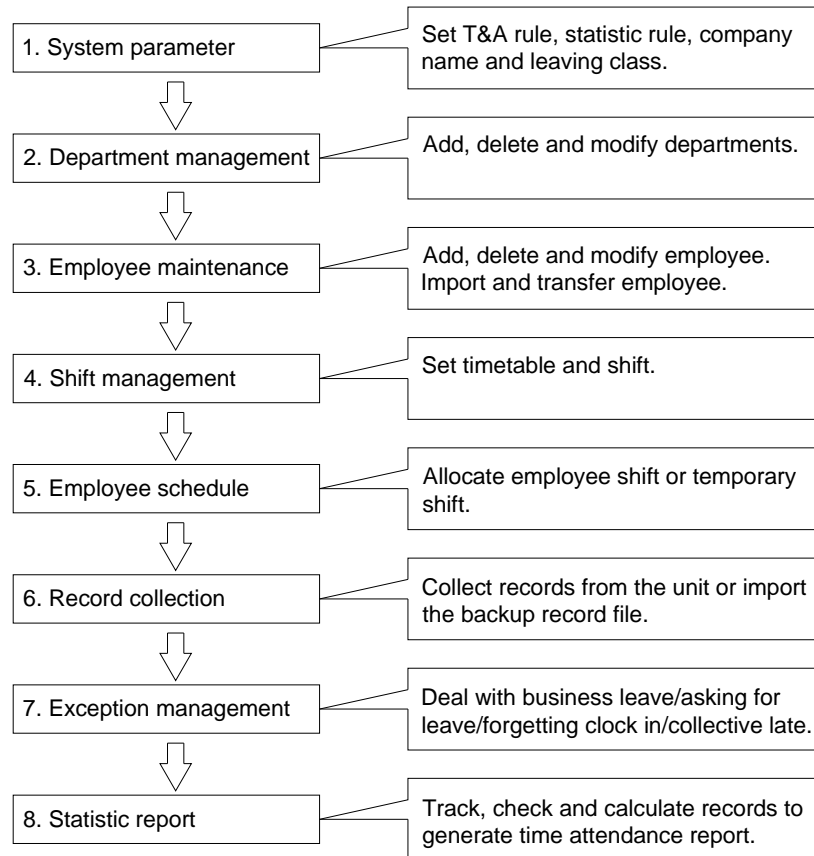 1. System parameter
Set T&A rule, statistic rule, company
name and leaving class.
2. Department management
Add, delete and modify departments.
3. Employee maintenance
Add, delete and modify employee.
Import and transfer employee.
4. Shift management
Set timetable and shift.
5. Employee schedule
Allocate employee shift or temporary
shift.
6. Record collection
Collect records from the unit or import
the backup record file.
7. Exception management
Deal with business leave/asking for
leave/forgetting clock in/collective late.
8. Statistic report
Track, check and calculate records to
generate time attendance report.